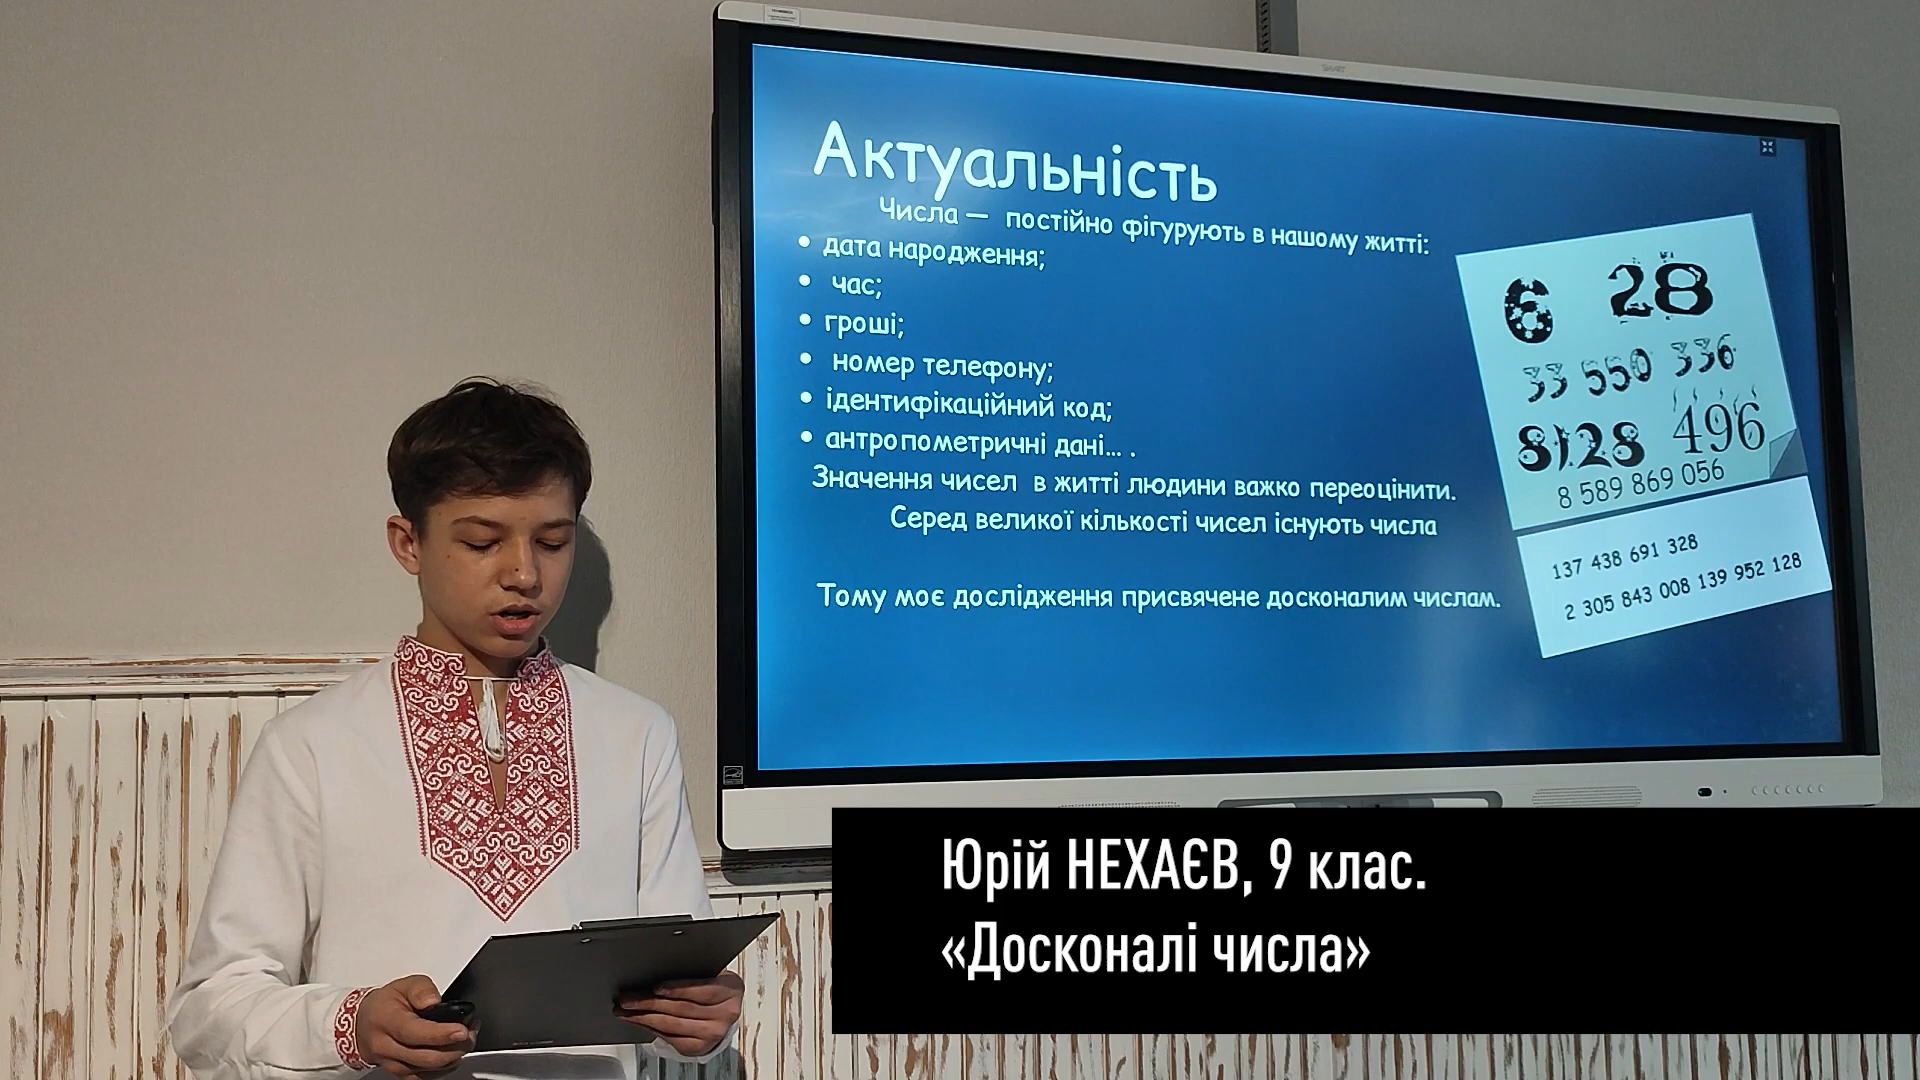 Актуальність
Числа — постійно фігурують в нашому житті:
• дата народження;
• час;
• гроші;
• номер телефону;
• ідентифікаційний код;
• антропометричні дані... .
Значення чисел в житті людини важко переоцінити.
Серед великої кількості чисел існують числа
Тому моє дослідження присвячене досконалим числам.
6 28
33 550 336
8128 496
8 589 869 056
137 438 691 328
2 305 843 008 139 952 128
Юрій НЕХАЄВ, 9 клас.
«Досконалі числа»